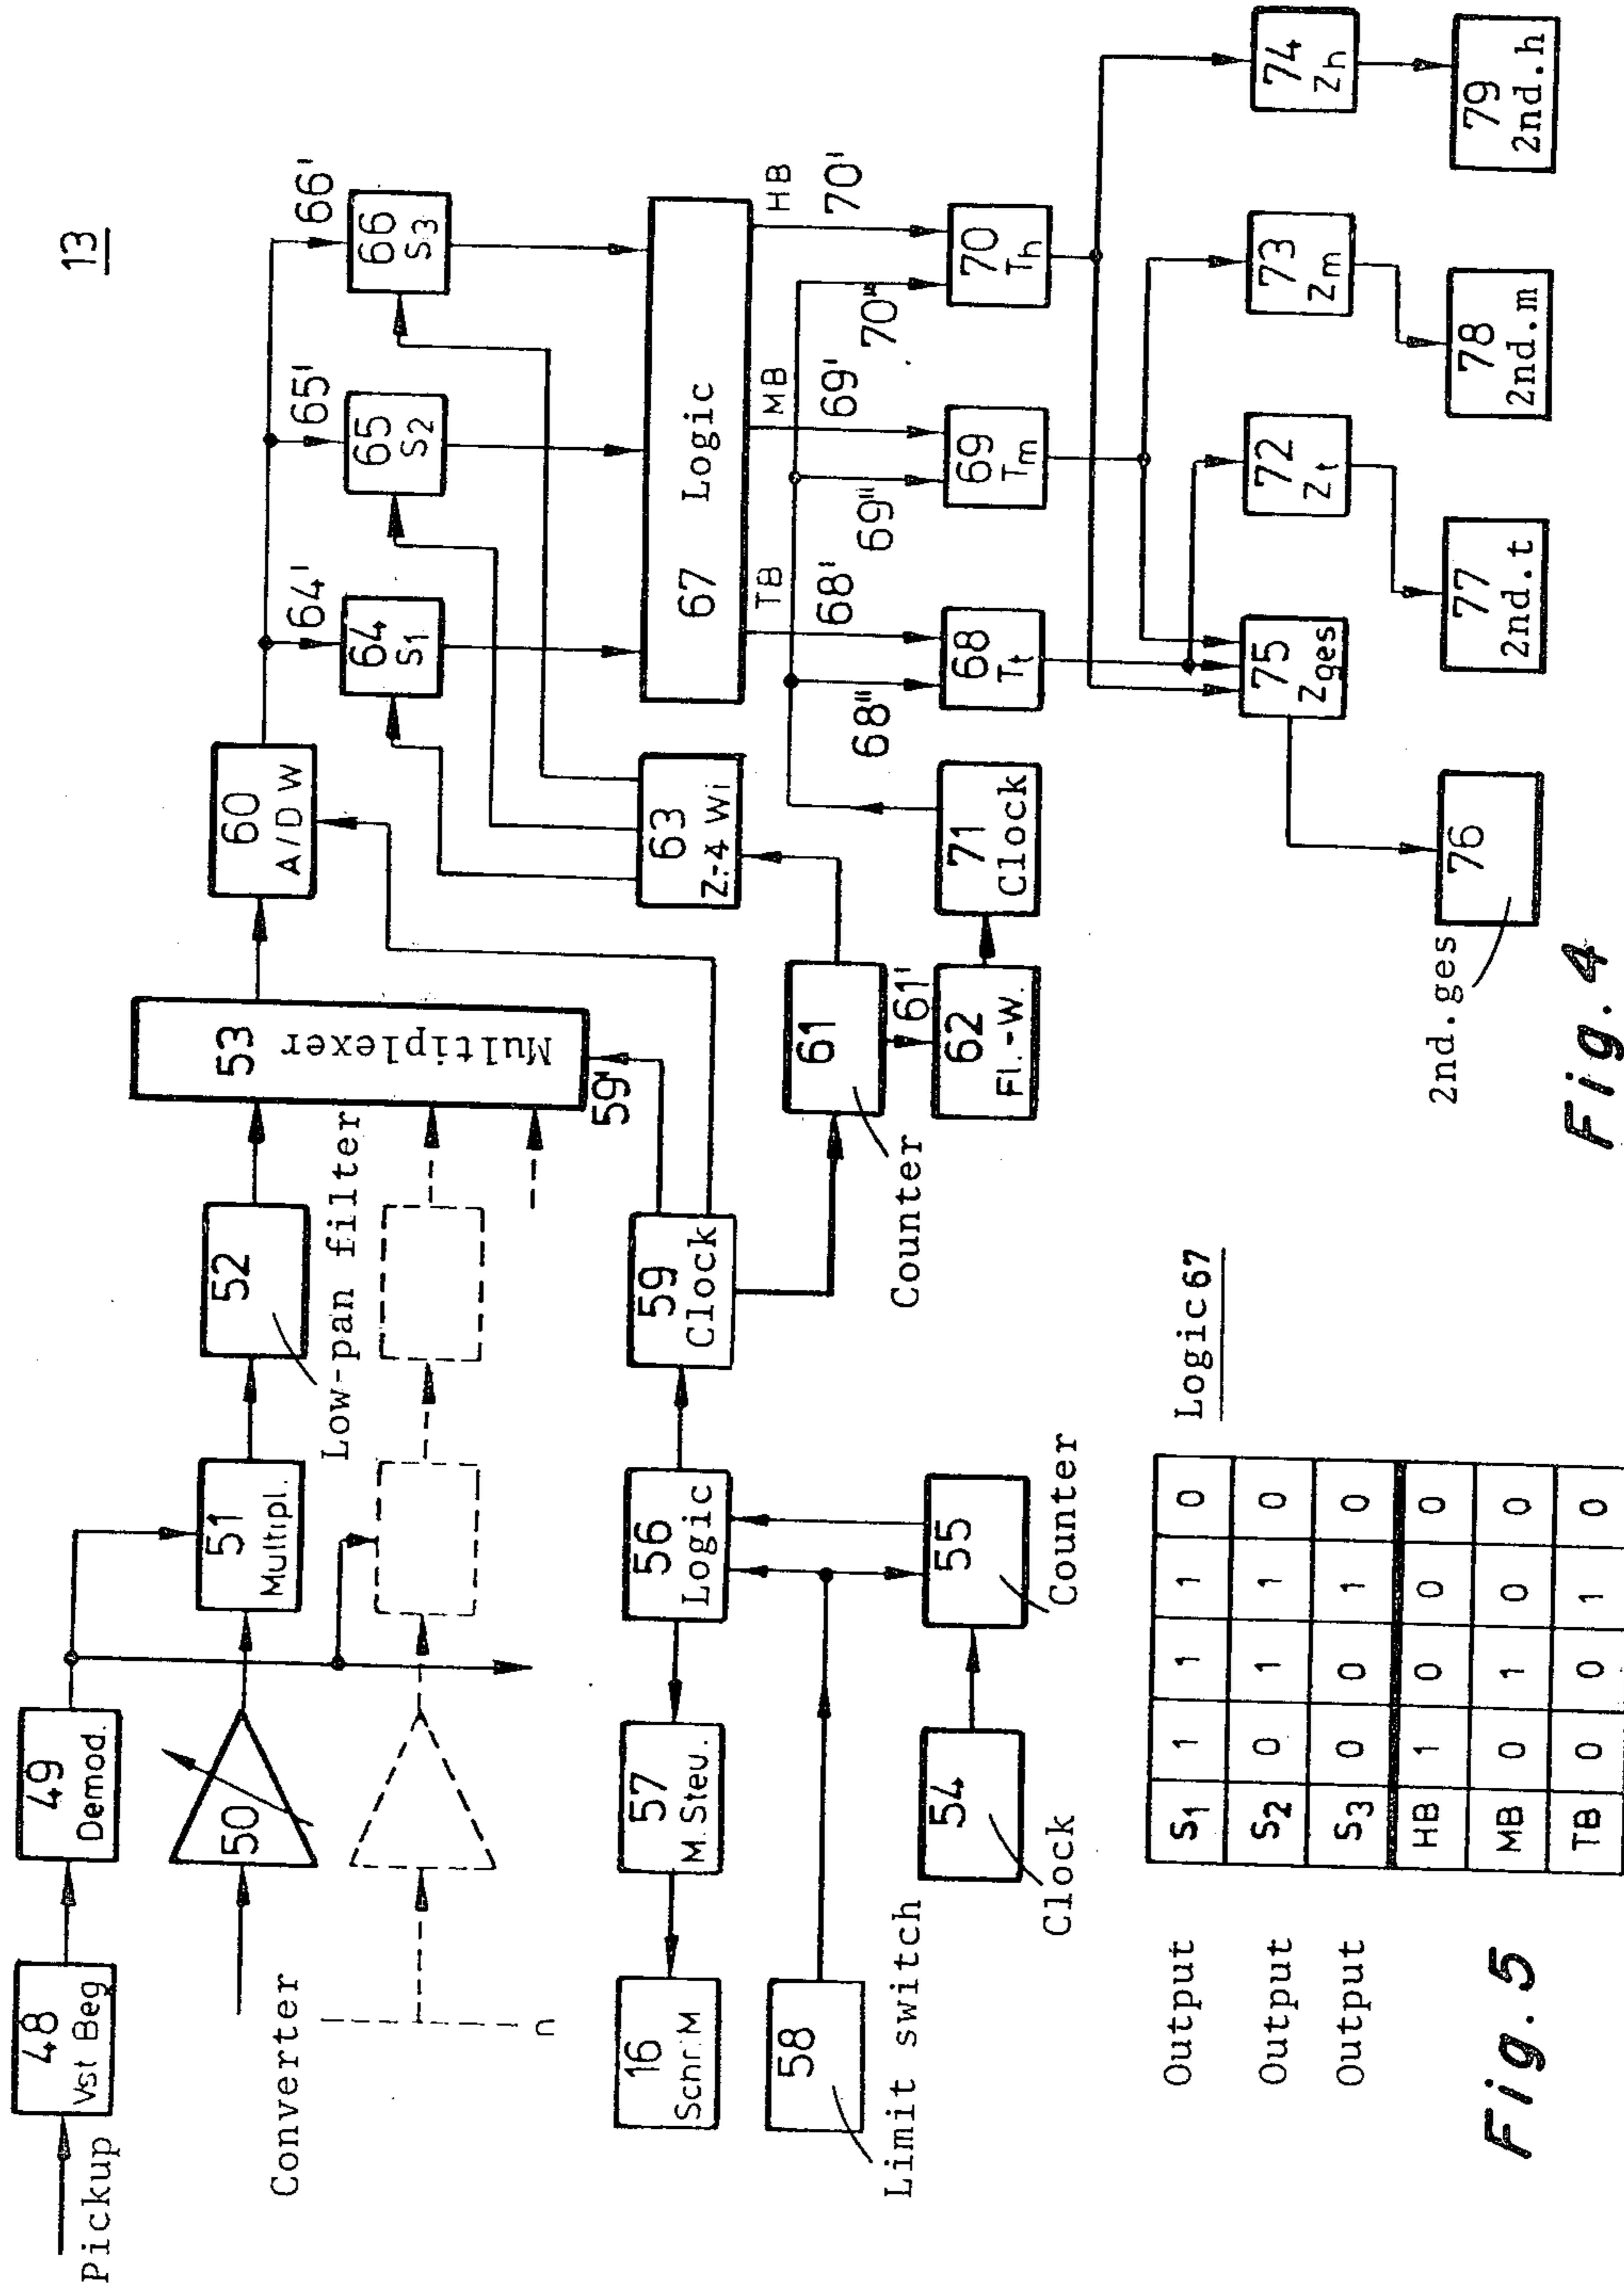 13
Pickup
48
Vst Beg
49
Demod.
Converter
50
51
Multipl.
52
Low-pan filter
53
Multiplexer
59'
60
A/D W
64'
65'
66'
64
S1
65
S2
66
S3
n
16
Schr. M
57
M.Steu.
56
Logic
59
Clock
61
Counter
61'
62
Fl.-W.
63
Z.-4 Wi
67 Logic
TB
MB
HB
68'
69'
70'
68"
69"
70"
71
Clock
68
Tt
69
Tm
70
Th
58
Limit switch
54
Clock
55
Counter
75
Zges
72
Zt
73
Zm
74
Zh
76
2nd.ges
77
2nd.t
78
2nd.m
79
2nd.h
Fig. 4
Logic 67
Output S1 1 1 1 0
Output S2 0 1 1 0
Output S3 0 0 1 0
HB 1 0 0 0
MB 0 1 0 0
TB 0 0 1 0
Fig. 5